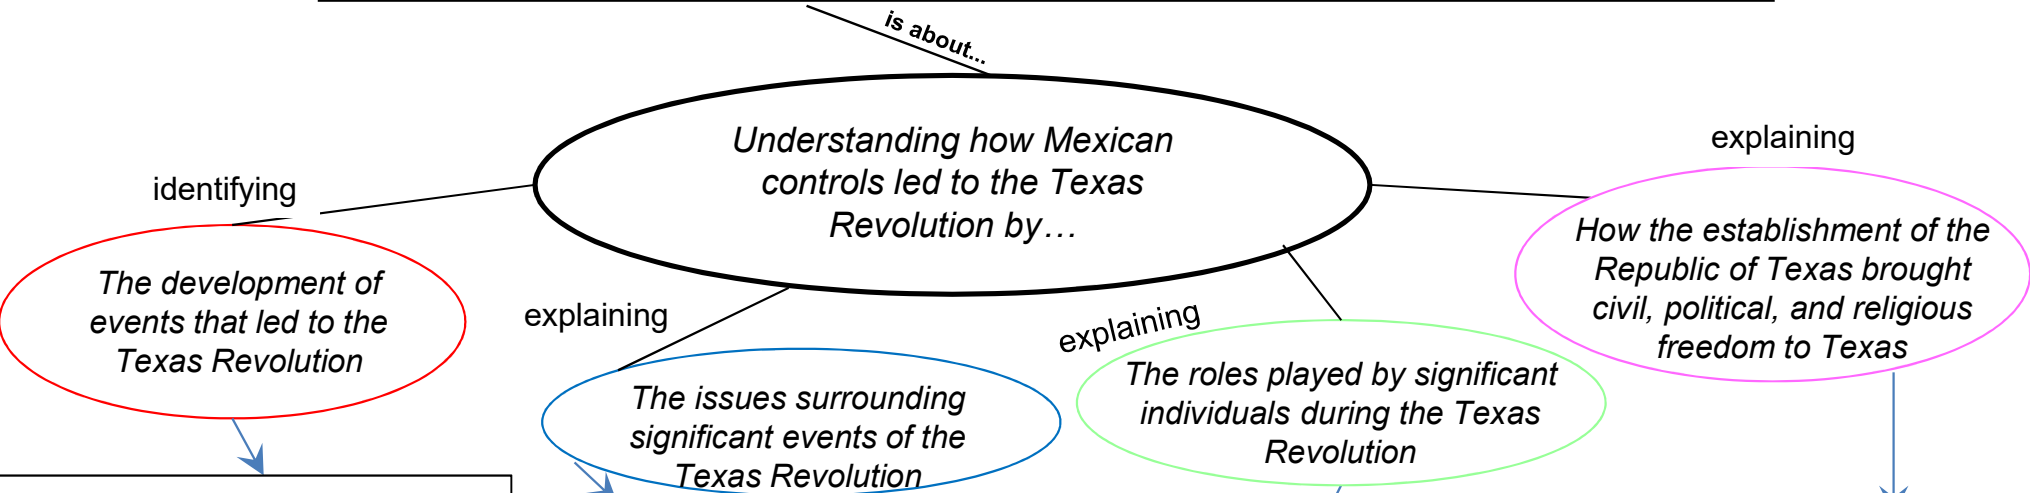 is about...
Understanding how Mexican
controls led to the Texas
Revolution by…
identifying
The development of
events that led to the
Texas Revolution
explaining
The issues surrounding
significant events of the
Texas Revolution
explaining
The roles played by significant
individuals during the Texas
Revolution
explaining
How the establishment of the
Republic of Texas brought
civil, political, and religious
freedom to Texas